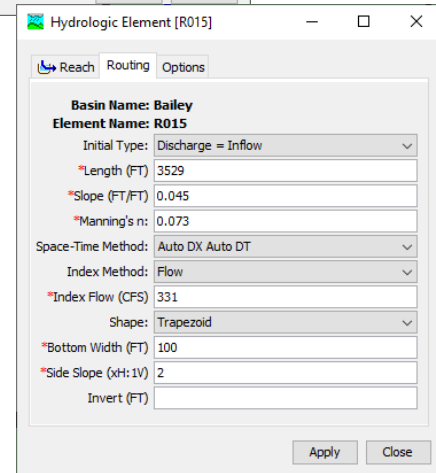 Hydrologic Element [R015]
Reach Routing Options
Basin Name: Bailey
Element Name: R015
Initial Type: Discharge = Inflow
*Length (FT) 3529
*Slope (FT/FT) 0.045
*Manning's n: 0.073
Space-Time Method: Auto DX Auto DT
Index Method: Flow
*Index Flow (CFS) 331
Shape: Trapezoid
*Bottom Width (FT) 100
*Side Slope (xH:1V) 2
Invert (FT)
Apply Close